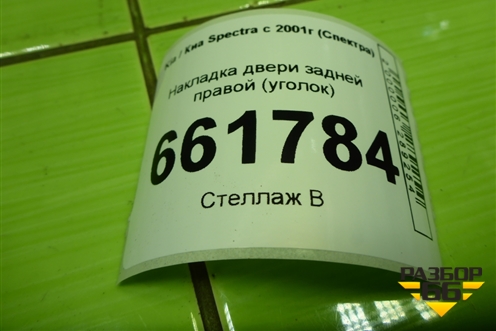 Kia / Киа Spectra с 2001г (Спектра)
Накладка двери задней
правой (уголок)
661784
Стеллаж В
РАЗБОР
66